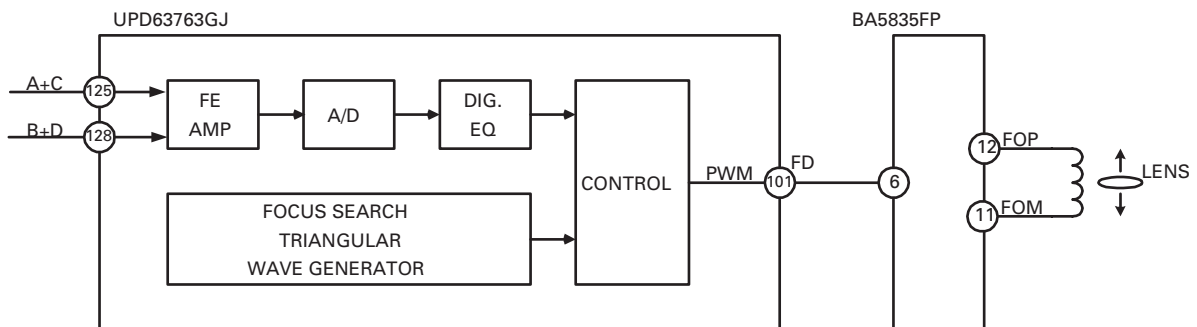 UPD63763GJ
BA5835FP
A+C
125
FE
AMP
A/D
DIG.
EQ
B+D
128
12
FOP
CONTROL
PWM
101
FD
6
LENS
11
FOM
FOCUS SEARCH
TRIANGULAR
WAVE GENERATOR